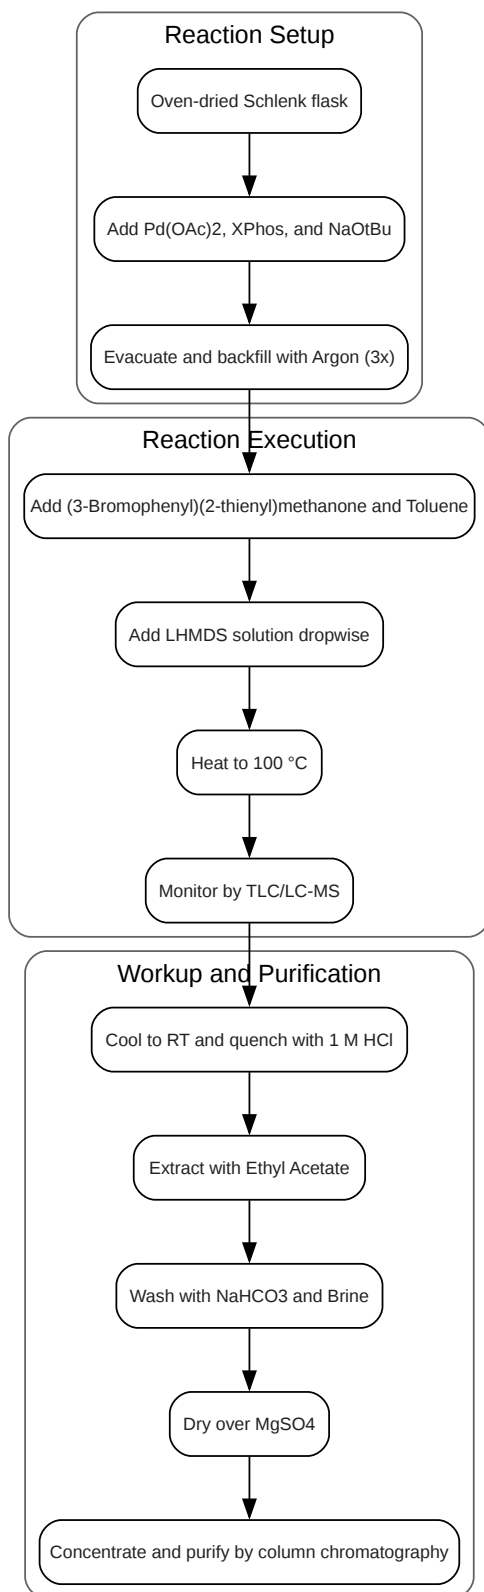 Reaction Setup
Oven-dried Schlenk flask
Add Pd(OAc)2, XPhos, and NaOtBu
Evacuate and backfill with Argon (3x)
Reaction Execution
Add (3-Bromophenyl)(2-thienyl)methanone and Toluene
Add LHMDS solution dropwise
Heat to 100 °C
Monitor by TLC/LC-MS
Workup and Purification
Cool to RT and quench with 1 M HCl
Extract with Ethyl Acetate
Wash with NaHCO3 and Brine
Dry over MgSO4
Concentrate and purify by column chromatography